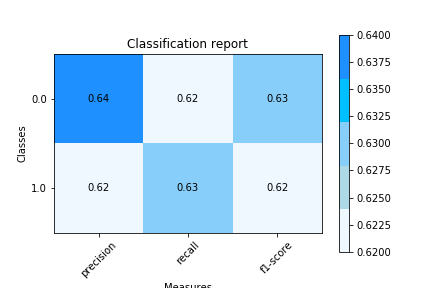 Classification report
0.6400
0.6375
0.6350
0.6325
0.6300
0.6275
0.6250
0.6225
0.6200
Classes
0.0 0.64 0.62 0.63
1.0 0.62 0.63 0.62
precision recall f1-score
Measures